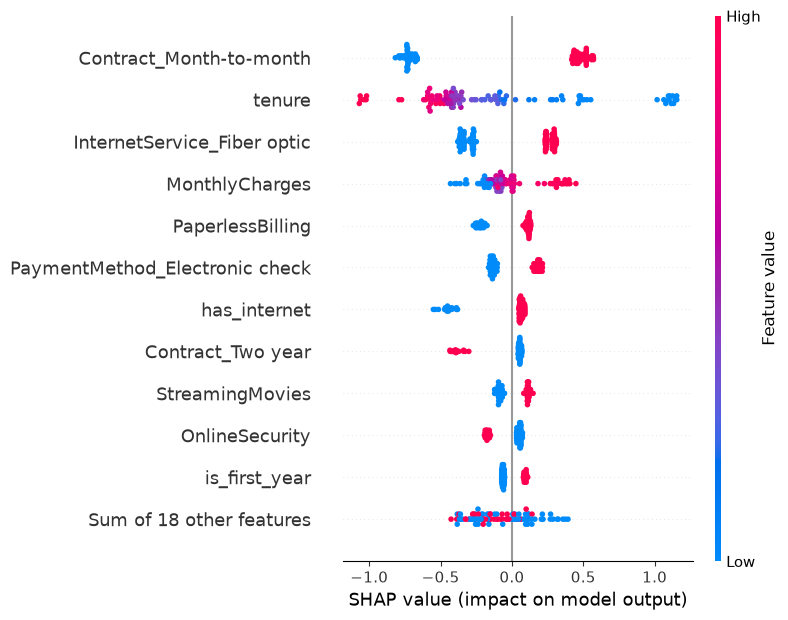 High
Contract_Month-to-month
tenure
InternetService_Fiber optic
MonthlyCharges
PaperlessBilling
PaymentMethod_Electronic check
has_internet
Contract_Two year
StreamingMovies
OnlineSecurity
is_first_year
Sum of 18 other features
Feature value
Low
−1.0 −0.5 0.0 0.5 1.0
SHAP value (impact on model output)